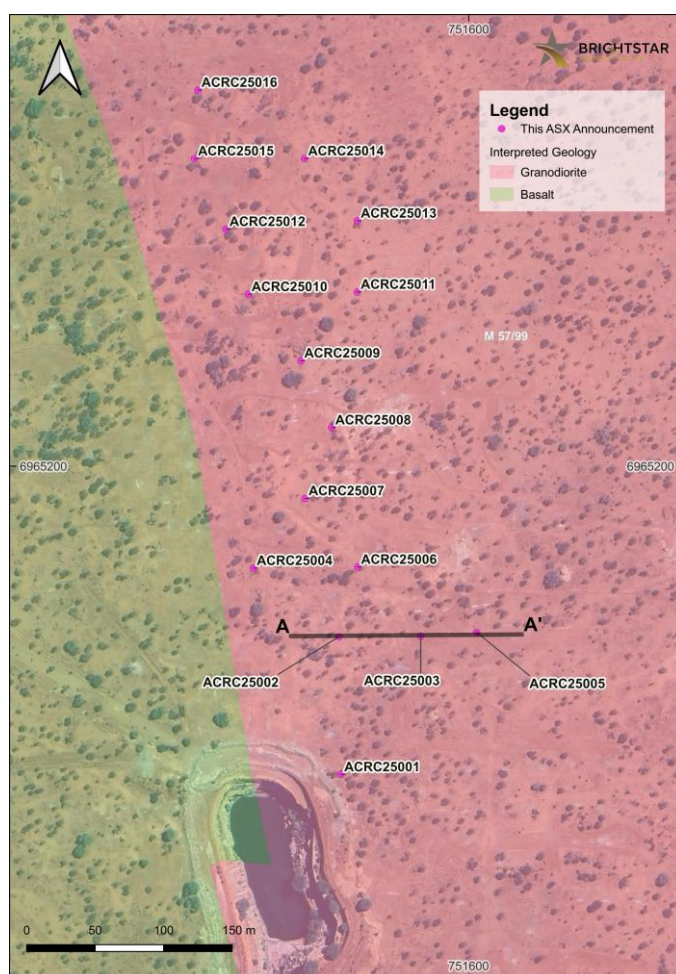 751600
BRICHTSTAR
ACRC25016
Legend
This ASX Announcement
Interpreted Geology
Granodiorite
Basalt
ACRC25015
ACRC25014
ACRC25012
ACRC25013
ACRC25010
ACRC25011
M 57/99
ACRC25009
ACRC25008
6965200
6965200
ACRC25007
ACRC25004
ACRC25006
A
A'
ACRC25002
ACRC25003
ACRC25005
ACRC25001
0
50
100
150 m
751600